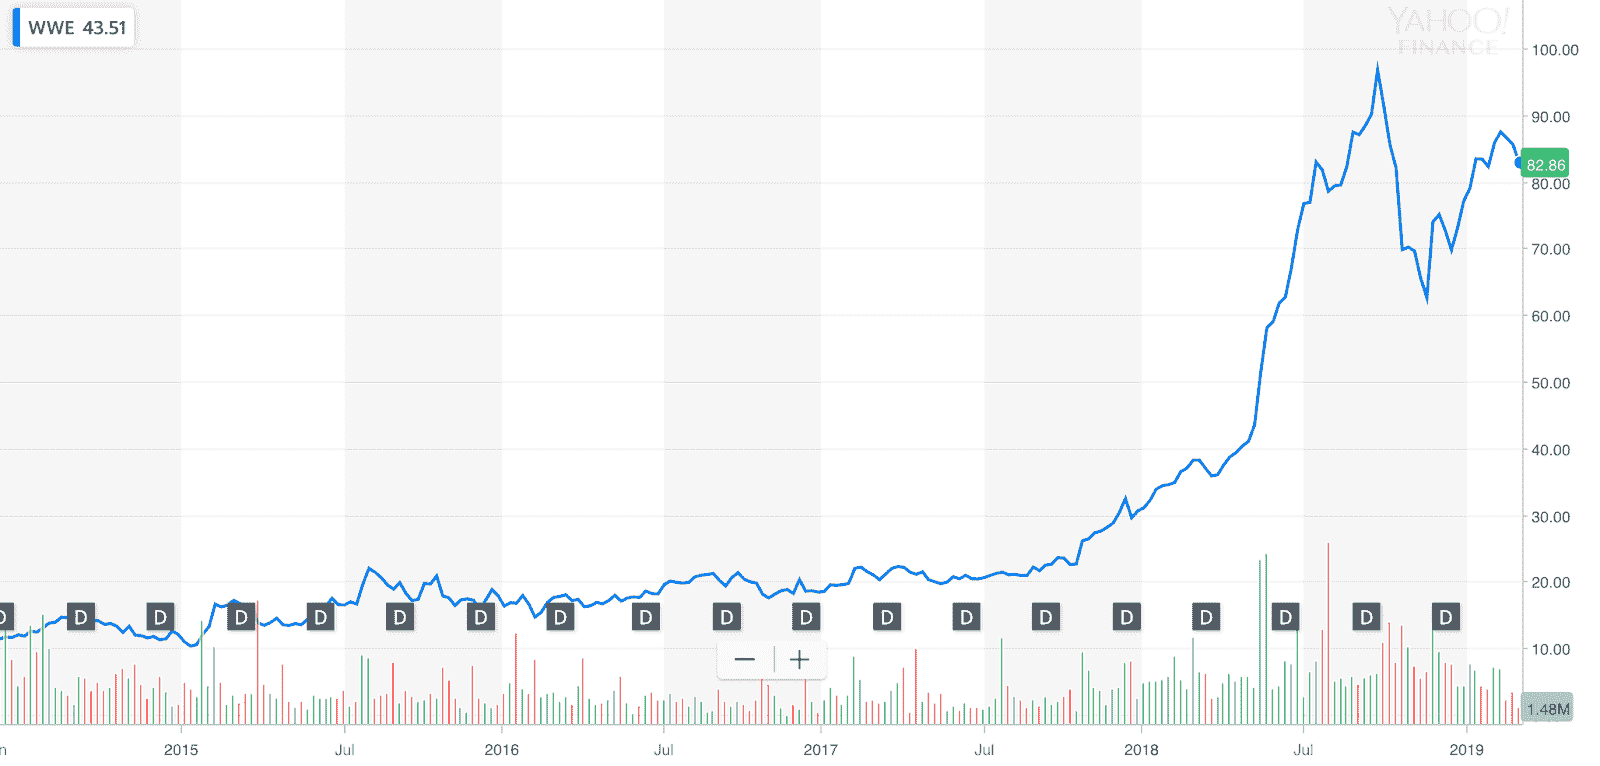 WWE 43.51
YAHOO!
FINANCE
100.00
90.00
82.86
80.00
70.00
60.00
50.00
40.00
30.00
20.00
D D D D D D D D D D D D D D D D D D D
10.00
− +
1.48M
n 2015 Jul 2016 Jul 2017 Jul 2018 Jul 2019